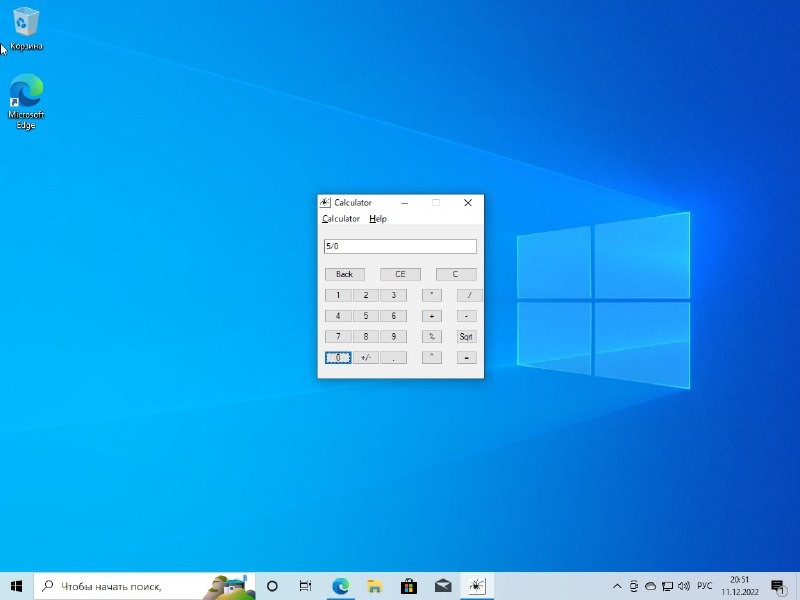 Корзина
Microsoft
Edge
Calculator
Calculator Help
5/0
Back CE C
1 2 3 * /
4 5 6 + -
7 8 9 % Sqrt
0 +/- . ^ =
Чтобы начать поиск,
РУС
20:51
11.12.2022
1